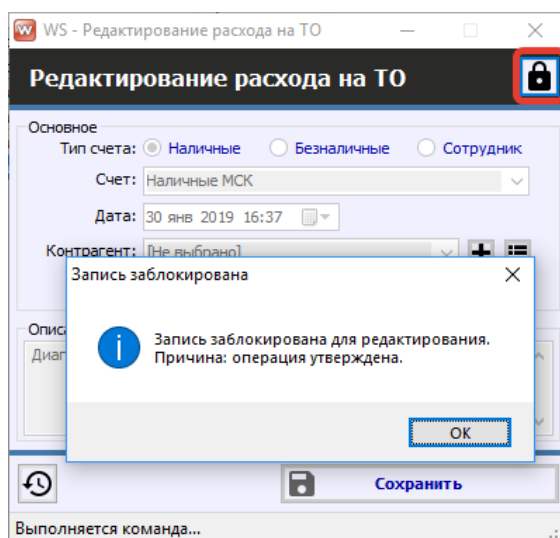 WS - Редактирование расхода на ТО
Редактирование расхода на ТО
Основное
Тип счета: Наличные Безналичные Сотрудник
Счет: Наличные МСК
Дата: 30 янв 2019 16:37
Контрагент: [Не выбрано]
Запись заблокирована
Запись заблокирована для редактирования.
Причина: операция утверждена.
OK
Сохранить
Выполняется команда...